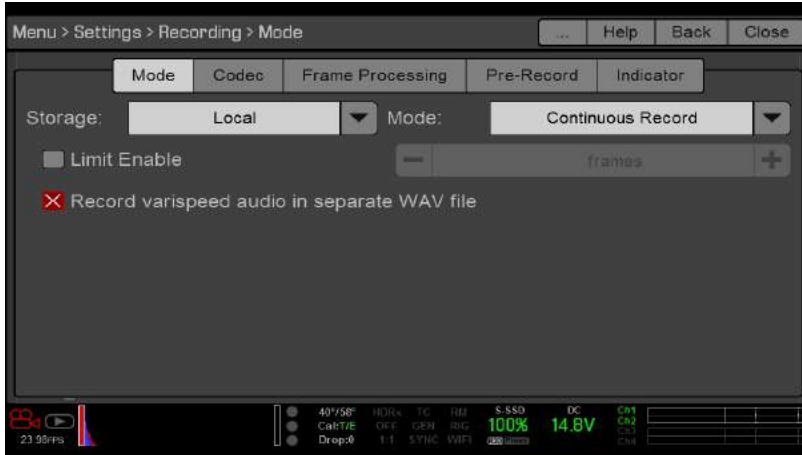 Menu > Settings > Recording > Mode ... Help Back Close
Mode Codec Frame Processing Pre-Record Indicator
Storage: Local Mode: Continuous Record
Limit Enable frames
Record varispeed audio in separate WAV file
40°/58° HDRx TC RM S-SSD DC Ch1
Cal:T/E OFF GEN RIG 100% 14.8V Ch2
23.98FPS Drop:0 1:1 SYNC WIFI Ch3
Ch4